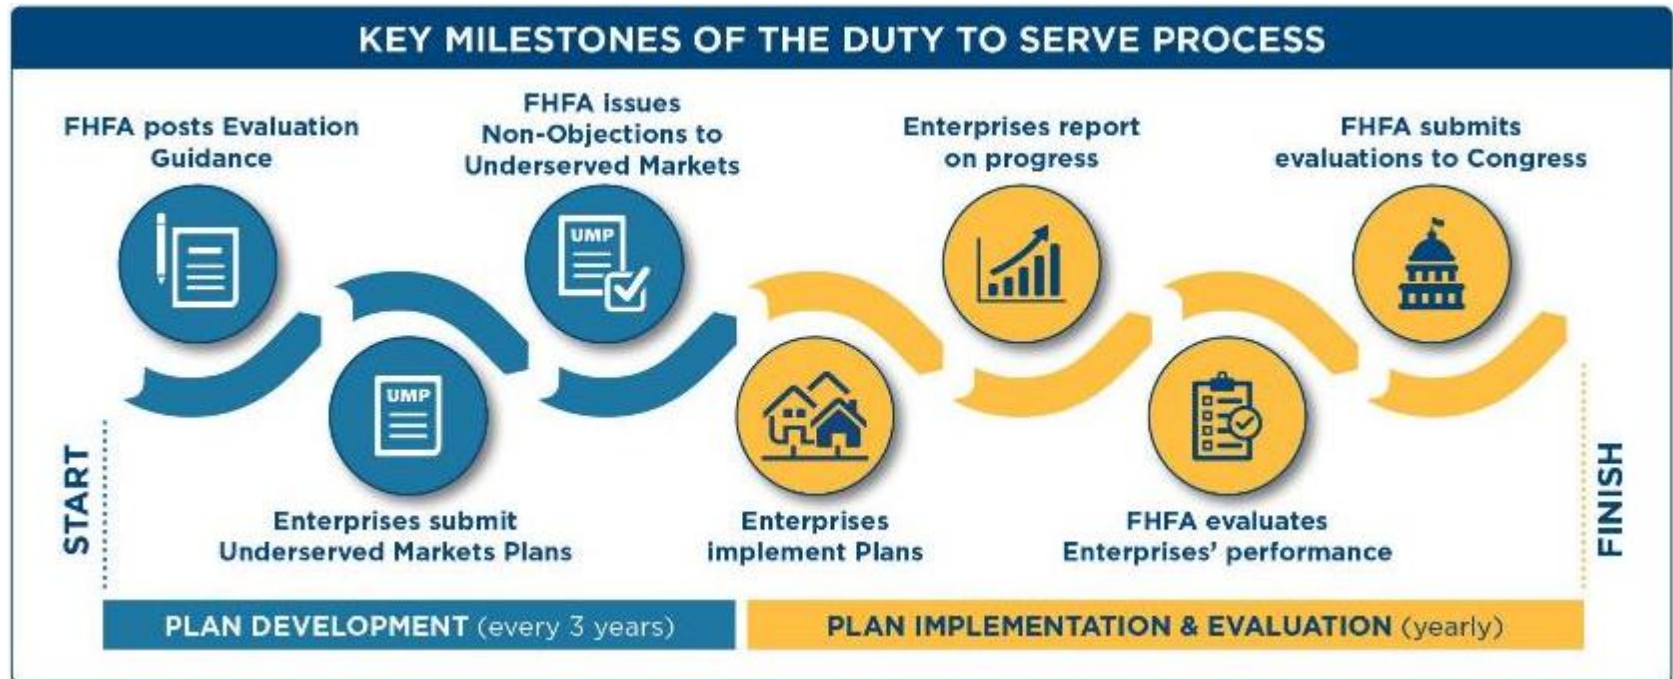 KEY MILESTONES OF THE DUTY TO SERVE PROCESS
START
FHFA posts Evaluation
Guidance
UMP
Enterprises submit
Underserved Markets Plans
FHFA issues
Non-Objections to
Underserved Markets
UMP
Enterprises
implement Plans
Enterprises report
on progress
FHFA evaluates
Enterprises’ performance
FHFA submits
evaluations to Congress
FINISH
PLAN DEVELOPMENT (every 3 years)
PLAN IMPLEMENTATION & EVALUATION (yearly)